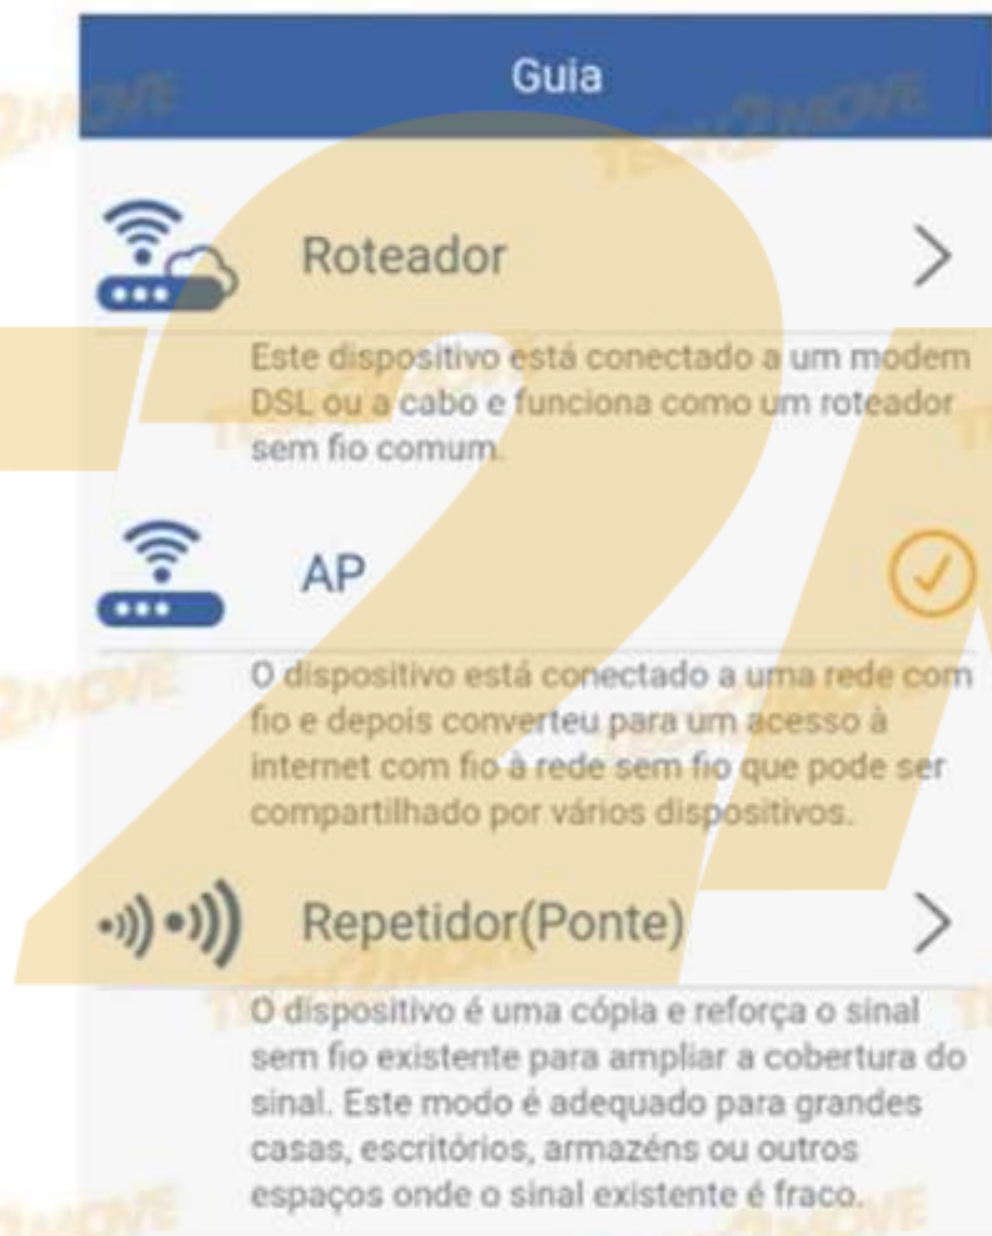 Guia
Roteador
Este dispositivo está conectado a um modem
DSL ou a cabo e funciona como um roteador
sem fio comum.
AP
O dispositivo está conectado a uma rede com
fio e depois converteu para um acesso à
internet com fio à rede sem fio que pode ser
compartilhado por vários dispositivos.
Repetidor(Ponte)
O dispositivo é uma cópia e reforça o sinal
sem fio existente para ampliar a cobertura do
sinal. Este modo é adequado para grandes
casas, escritórios, armazéns ou outros
espaços onde o sinal existente é fraco.